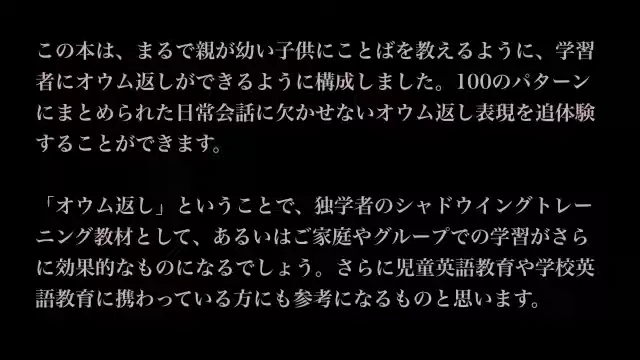 この本は、まるで親が幼い子供にことばを教えるように、学習
者にオウム返しができるように構成しました。100のパターン
にまとめられた日常会話に欠かせないオウム返し表現を追体験
することができます。
「オウム返し」ということで、独学者のシャドウイングトレー
ニング教材として、あるいはご家庭やグループでの学習がさら
に効果的なものになるでしょう。さらに児童英語教育や学校英
語教育に携わっている方にも参考になるものと思います。